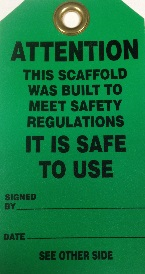 ATTENTION
THIS SCAFFOLD
WAS BUILT TO
MEET SAFETY
REGULATIONS
IT IS SAFE
TO USE
SIGNED
BY
DATE
SEE OTHER SIDE